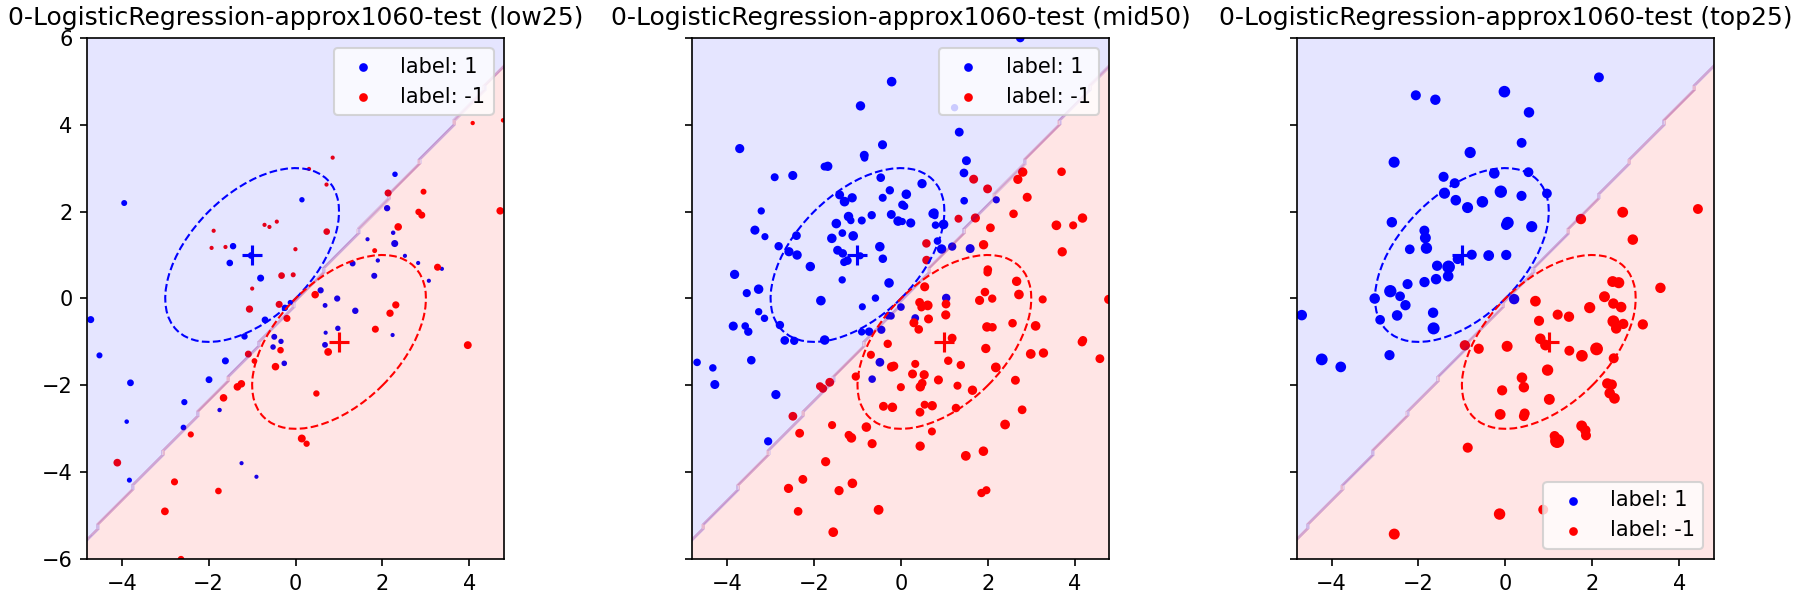 0-LogisticRegression-approx1060-test (low25)
0-LogisticRegression-approx1060-test (mid50)
0-LogisticRegression-approx1060-test (top25)
6
4
2
0
−2
−4
−6
label: 1
label: -1
label: 1
label: -1
label: 1
label: -1
−4 −2 0 2 4
−4 −2 0 2 4
−4 −2 0 2 4